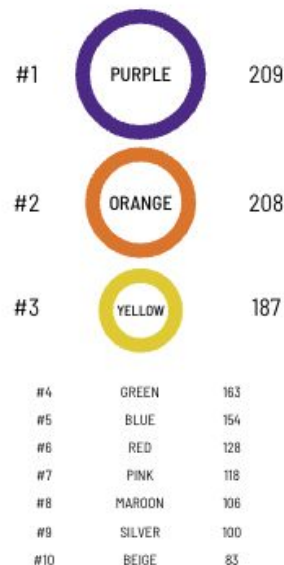 #1 PURPLE 209
#2 ORANGE 208
#3 YELLOW 187
#4 GREEN 163
#5 BLUE 154
#6 RED 128
#7 PINK 118
#8 MAROON 106
#9 SILVER 100
#10 BEIGE 83